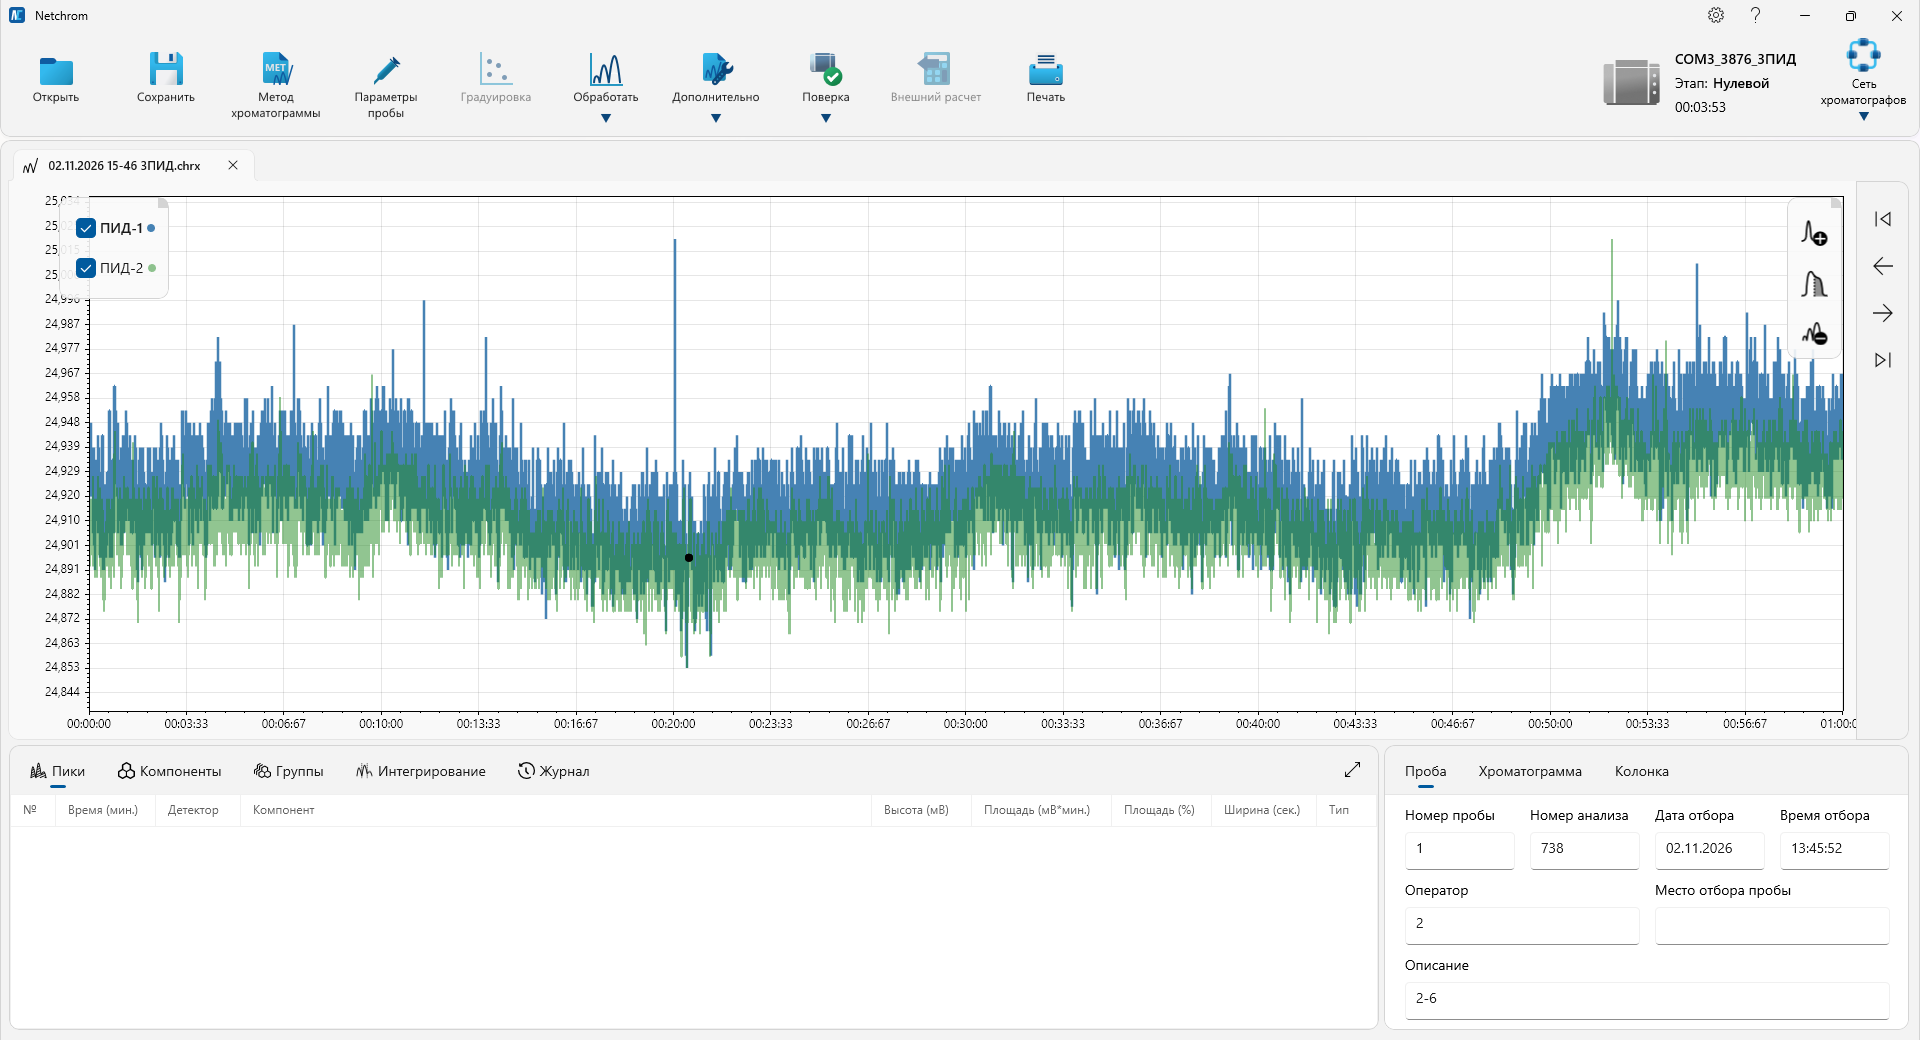 Netchrom
Открыть
Сохранить
MET
Метод хроматограммы
Параметры пробы
Градуировка
Обработать
Дополнительно
Поверка
Внешний расчет
Печать
COM3_3876_3ПИД
Этап: Нулевой
00:03:53
Сеть хроматографов
02.11.2026 15-46 3ПИД.chrx
ПИД-1
ПИД-2
24,987
24,977
24,967
24,958
24,948
24,939
24,929
24,920
24,910
24,901
24,891
24,882
24,872
24,863
24,853
24,844
00:00:00 00:03:33 00:06:67 00:10:00 00:13:33 00:16:67 00:20:00 00:23:33 00:26:67 00:30:00 00:33:33 00:36:67 00:40:00 00:43:33 00:46:67 00:50:00 00:53:33 00:56:67
Пики Компоненты Группы Интегрирование Журнал
№ Время (мин.) Детектор Компонент Высота (мВ) Площадь (мВ*мин.) Площадь (%) Ширина (сек.) Тип
Проба Хроматограмма Колонка
Номер пробы Номер анализа Дата отбора Время отбора
1 738 02.11.2026 13:45:52
Оператор Место отбора пробы
2
Описание
2-6